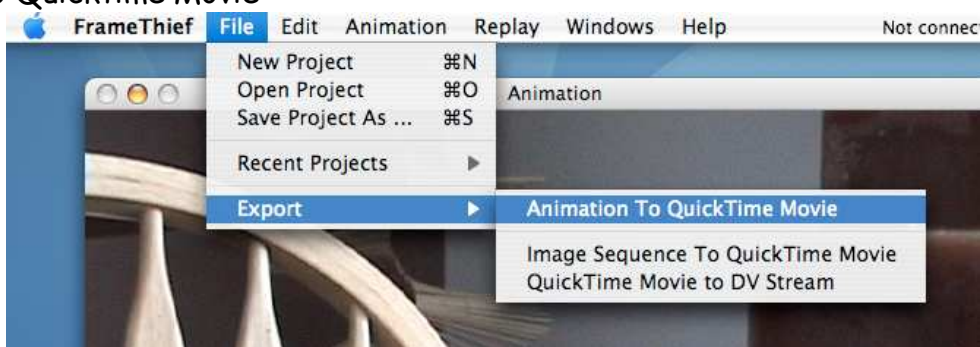 QuickTime Movie
FrameThief File Edit Animation Replay Windows Help Not connect
New Project ⌘N
Open Project ⌘O
Animation
Save Project As ... ⌘S
Recent Projects ▶
Export ▶
Animation To QuickTime Movie
Image Sequence To QuickTime Movie
QuickTime Movie to DV Stream